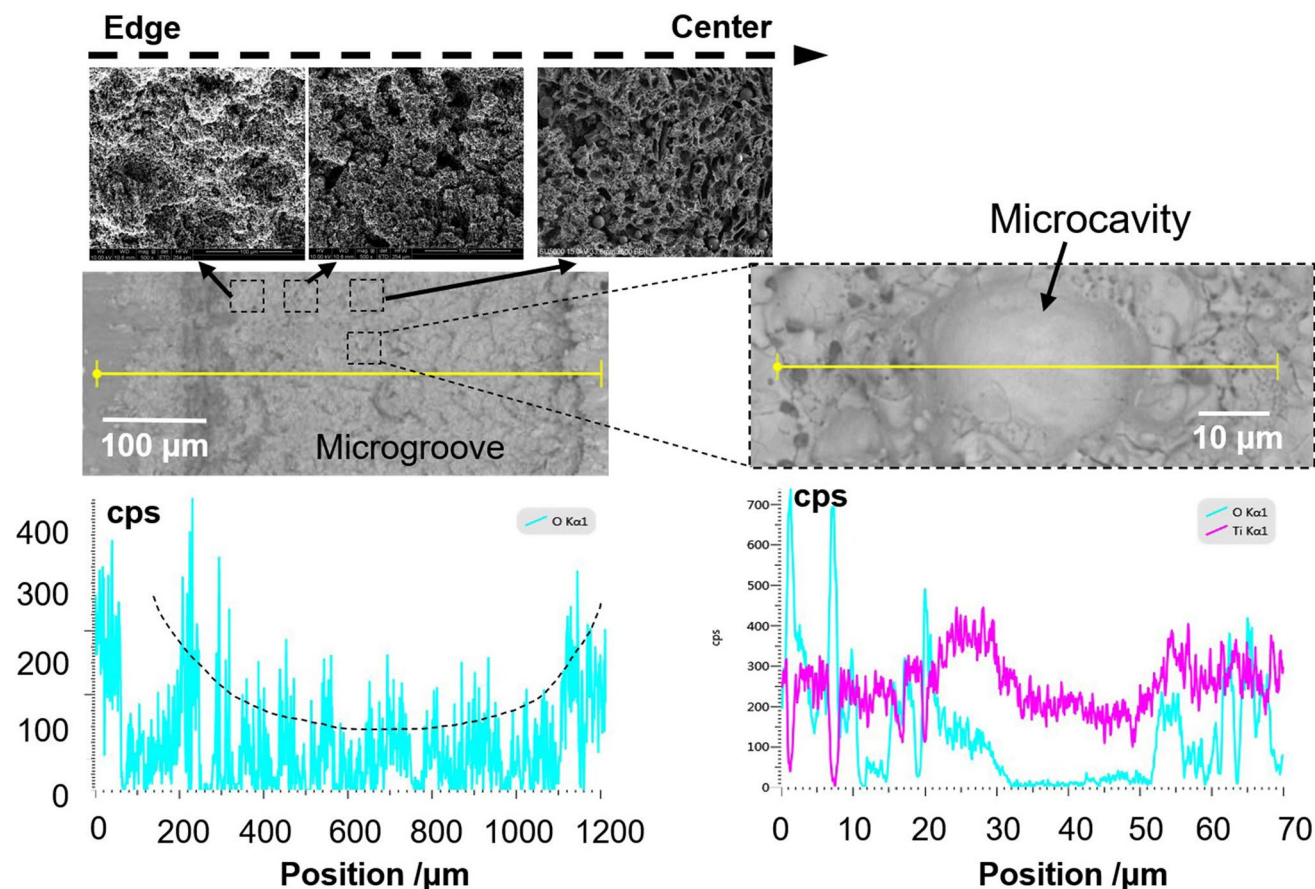 Edge
Center
Microcavity
100 µm
Microgroove
10 µm
cps
O Kα1
400
300
200
100
0
0 200 400 600 800 1000 1200
Position /µm
cps
O Kα1
Ti Kα1
700
600
500
400
300
200
100
0
cps
0 10 20 30 40 50 60 70
Position /µm